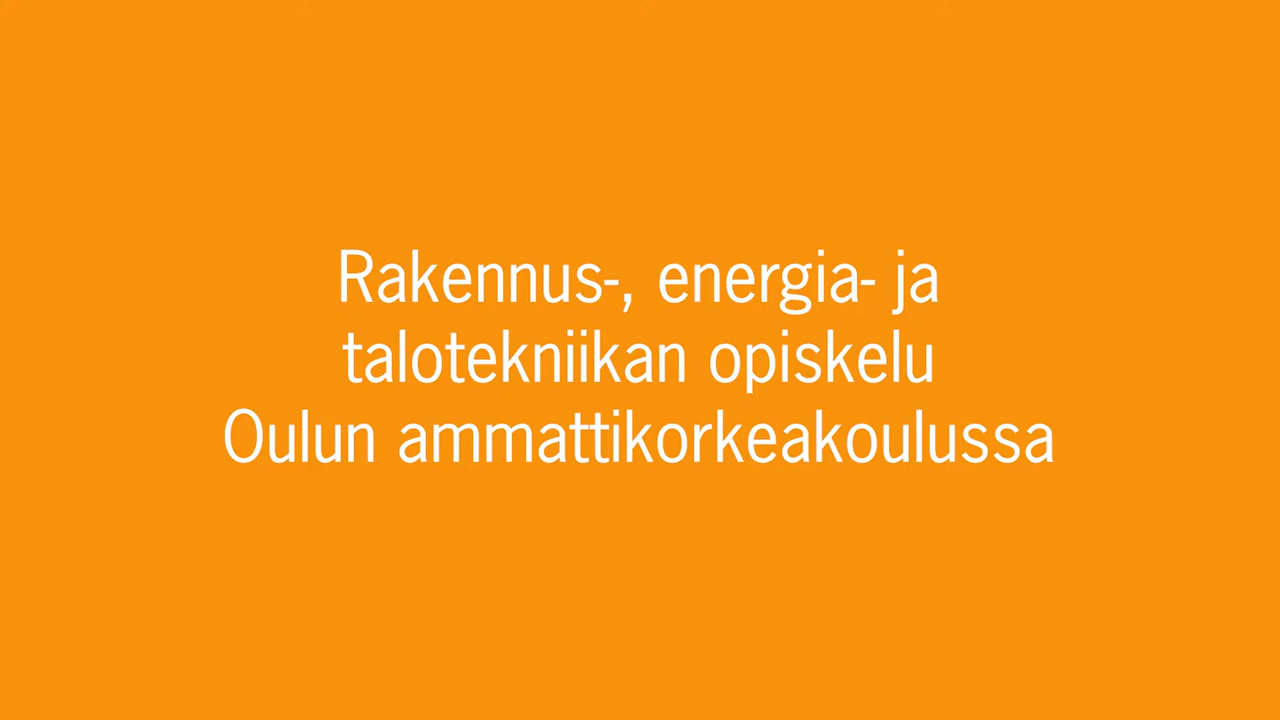 Rakennus-, energia- ja
talotekniikan opiskelu
Oulun ammattikorkeakoulussa